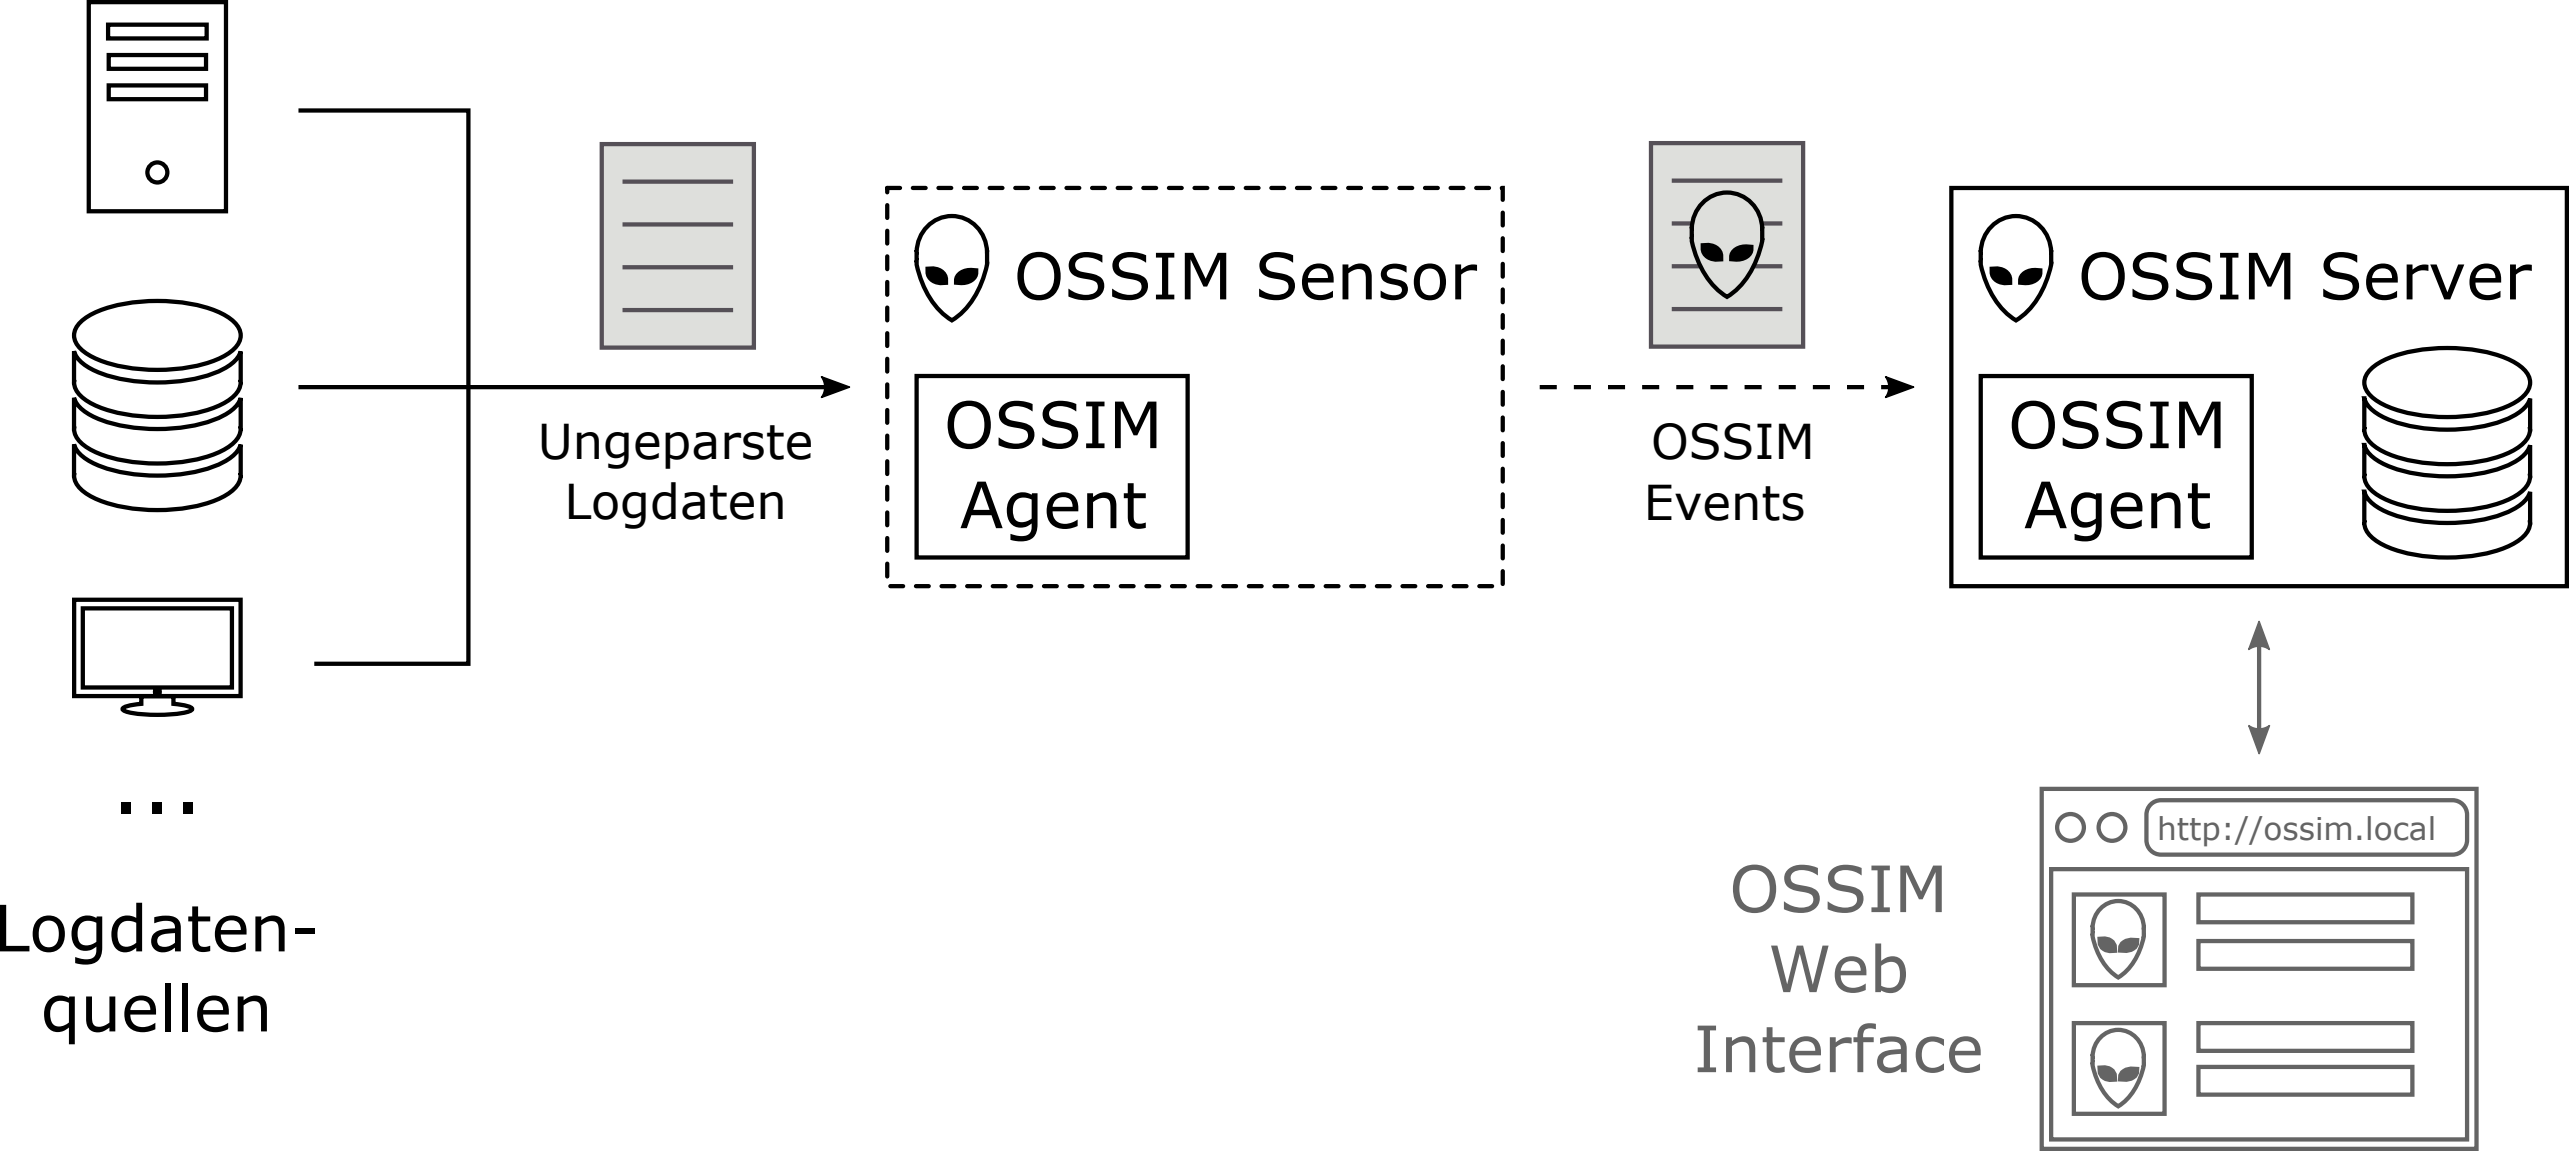 Ungeparste
Logdaten
OSSIM Sensor
OSSIM
Agent
OSSIM
Events
OSSIM Server
OSSIM
Agent
...
Logdaten-
quellen
OSSIM
Web
Interface
http://ossim.local